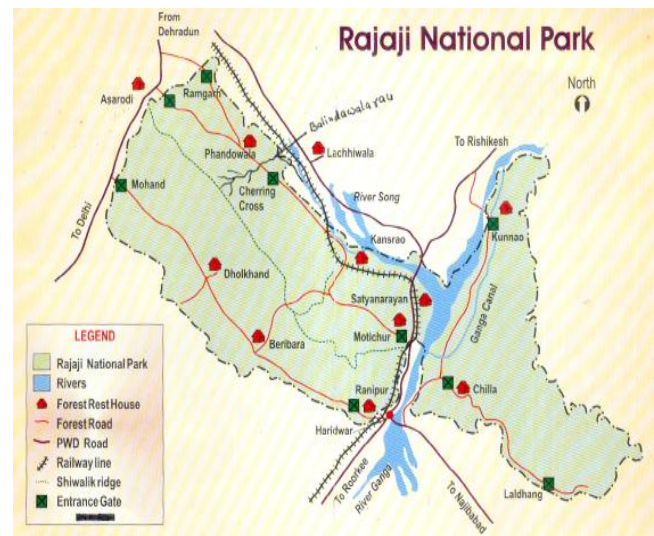 Rajaji National Park
From
Dehradun
North
Asarodi
Ramgarh
Balindawalarau
Phandowala
Lachhiwala
To Rishikesh
Mohand
Cherring
Cross
River Song
To Delhi
Kansrao
Kunnao
Dholkhand
Satyanarayan
Ganga Canal
Motichur
Beribara
LEGEND
Rajaji National Park
Rivers
Forest Rest House
Forest Road
PWD Road
Railway line
Shiwalik ridge
Entrance Gate
Ranipur
Chilla
Haridwar
To Roorkee
River Ganga
To Najibabad
Laldhang